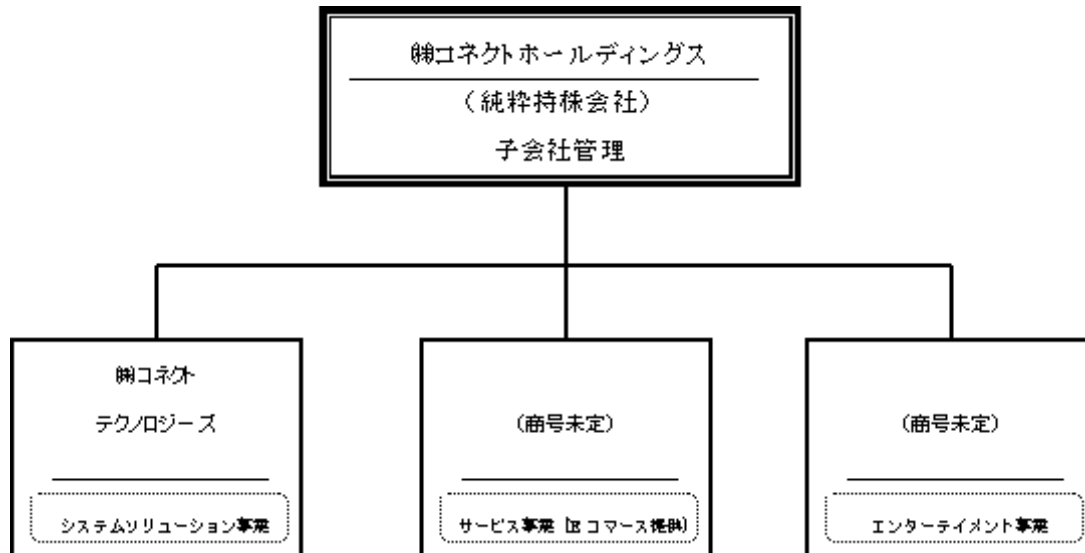 ㈱コネクトホールディングス
（純粋持株会社）
子会社管理
㈱コネクト
テクノロジーズ
システムソリューション事業
（商号未定）
サービス事業（Eコマース提供）
（商号未定）
エンターテイメント事業